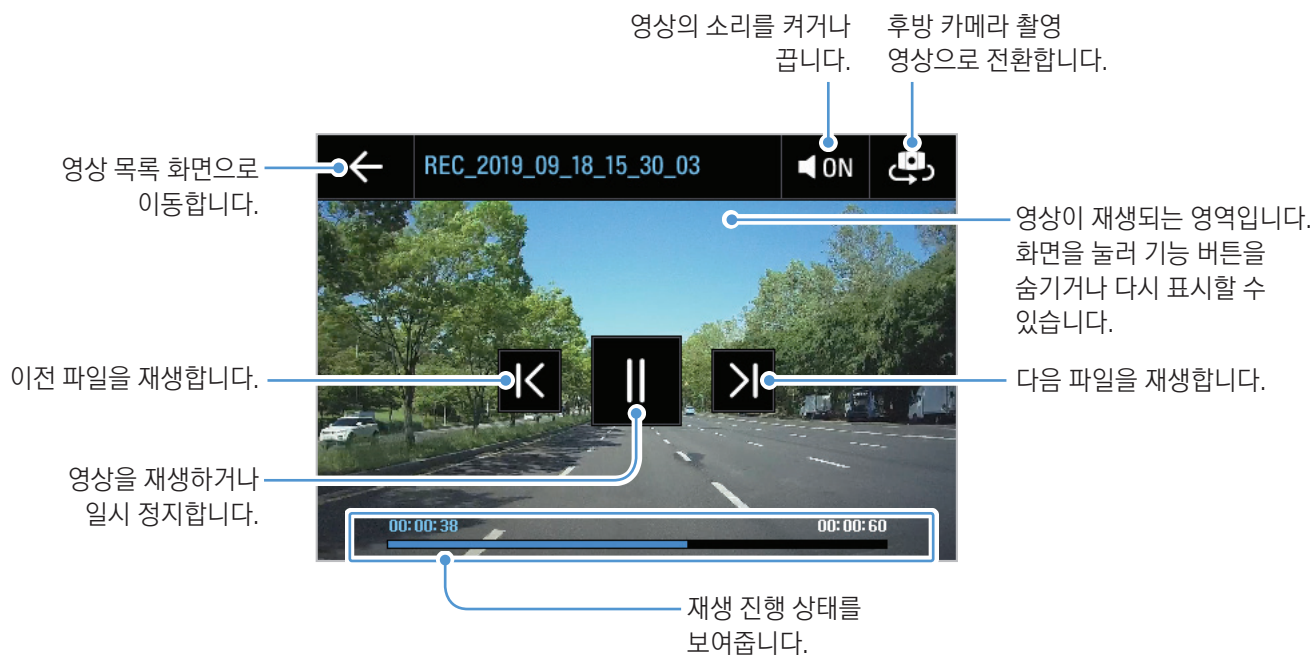 영상의 소리를 켜거나
끕니다.
후방 카메라 촬영
영상으로 전환합니다.
영상 목록 화면으로
이동합니다.
REC_2019_09_18_15_30_03
ON
영상이 재생되는 영역입니다.
화면을 눌러 기능 버튼을
숨기거나 다시 표시할 수
있습니다.
이전 파일을 재생합니다.
다음 파일을 재생합니다.
영상을 재생하거나
일시 정지합니다.
00:00:38
00:00:60
재생 진행 상태를
보여줍니다.